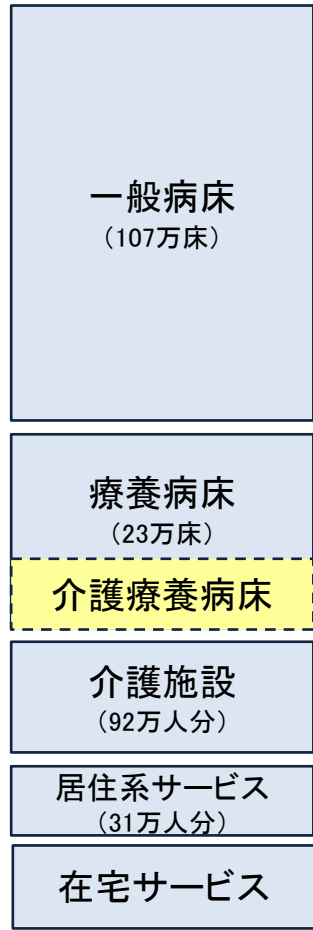 一般病床
(107万床)
療養病床
(23万床)
介護療養病床
介護施設
(92万人分)
居住系サービス
(31万人分)
在宅サービス